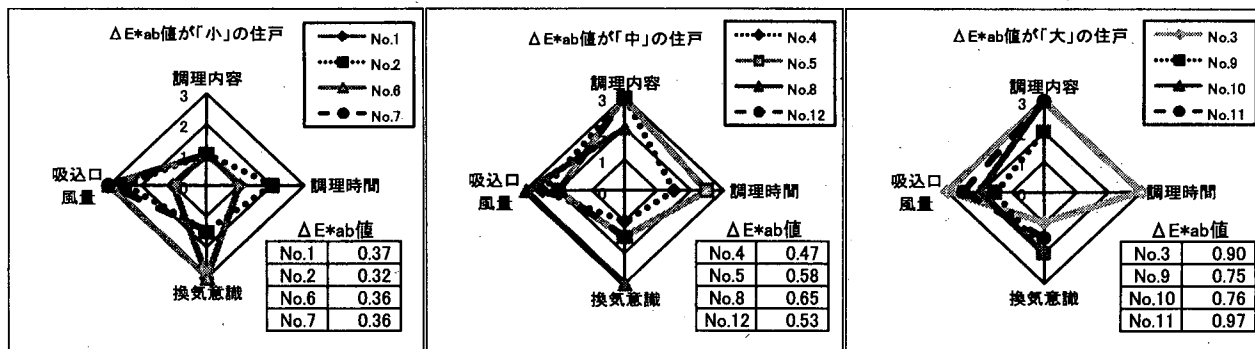 ΔE*ab値が「小」の住戸
No.1
No.2
No.6
No.7
調理内容
3
2
1
0
吸込口
風量
調理時間
換気意識
ΔE*ab値
No.1 0.37
No.2 0.32
No.6 0.36
No.7 0.36
ΔE*ab値が「中」の住戸
No.4
No.5
No.8
No.12
調理内容
3
1
0
吸込口
風量
調理時間
換気意識
ΔE*ab値
No.4 0.47
No.5 0.58
No.8 0.65
No.12 0.53
ΔE*ab値が「大」の住戸
No.3
No.9
No.10
No.11
調理内容
3
1
0
吸込口
風量
調理時間
換気意識
ΔE*ab値
No.3 0.90
No.9 0.75
No.10 0.76
No.11 0.97